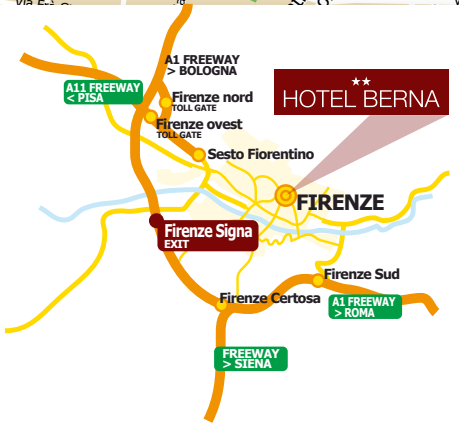 A1 FREEWAY
> BOLOGNA
A11 FREEWAY
< PISA
Firenze nord
TOLL GATE
Firenze ovest
TOLL GATE
★★
HOTEL BERNA
Sesto Fiorentino
FIRENZE
Firenze Signa
EXIT
Firenze Sud
Firenze Certosa
A1 FREEWAY
> ROMA
FREEWAY
> SIENA